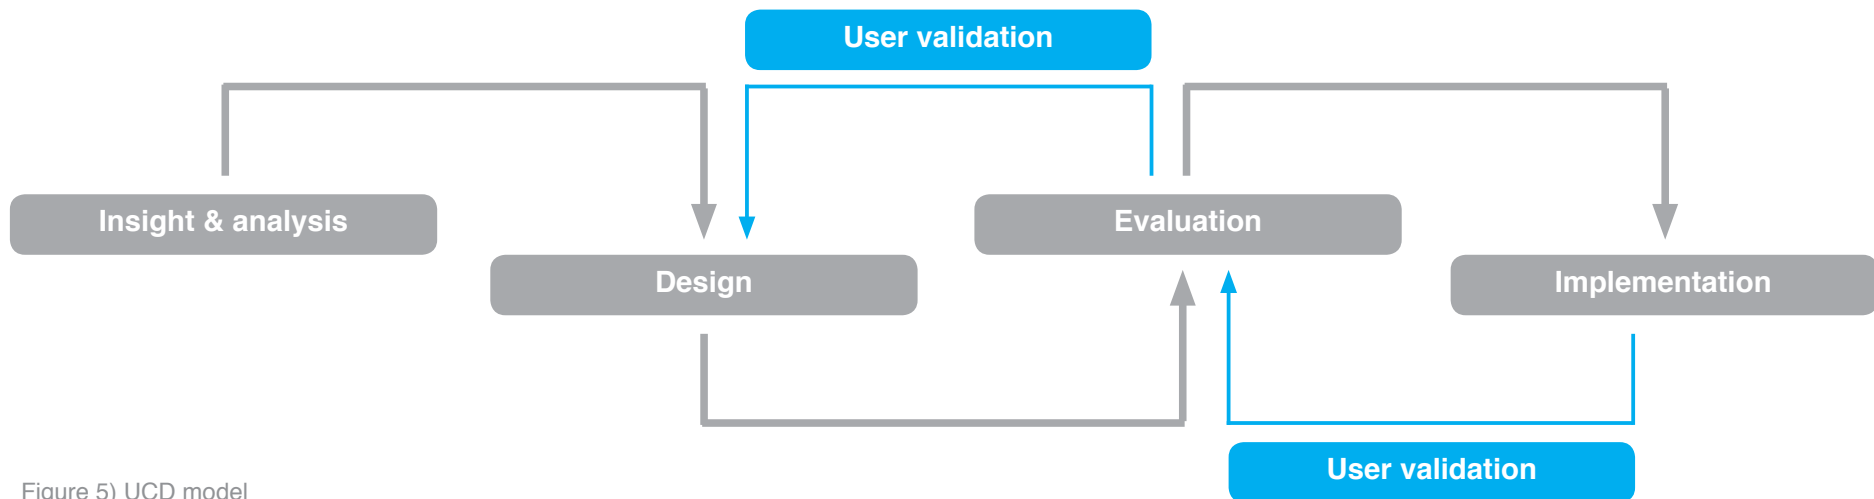 User validation
Insight & analysis
Evaluation
Design
Implementation
User validation
Figure 5) UCD model